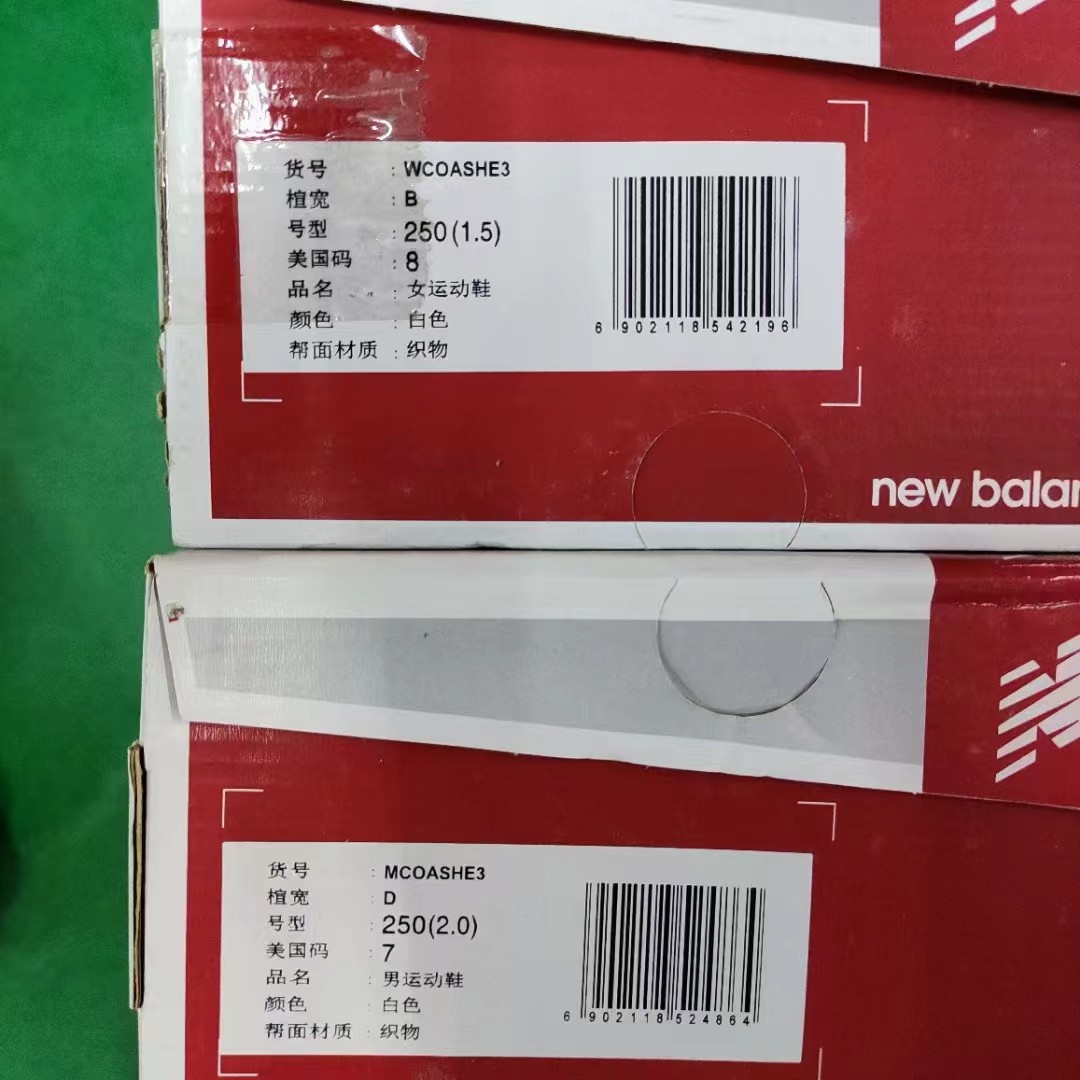 货号 : WCOASHE3
楦宽 : B
号型 : 250(1.5)
美国码 : 8
品名 : 女运动鞋
颜色 : 白色
帮面材质 : 织物
6 902118 542196
new balan
货号 : MCOASHE3
楦宽 : D
号型 : 250(2.0)
美国码 : 7
品名 : 男运动鞋
颜色 : 白色
帮面材质 : 织物
6 902118 524864